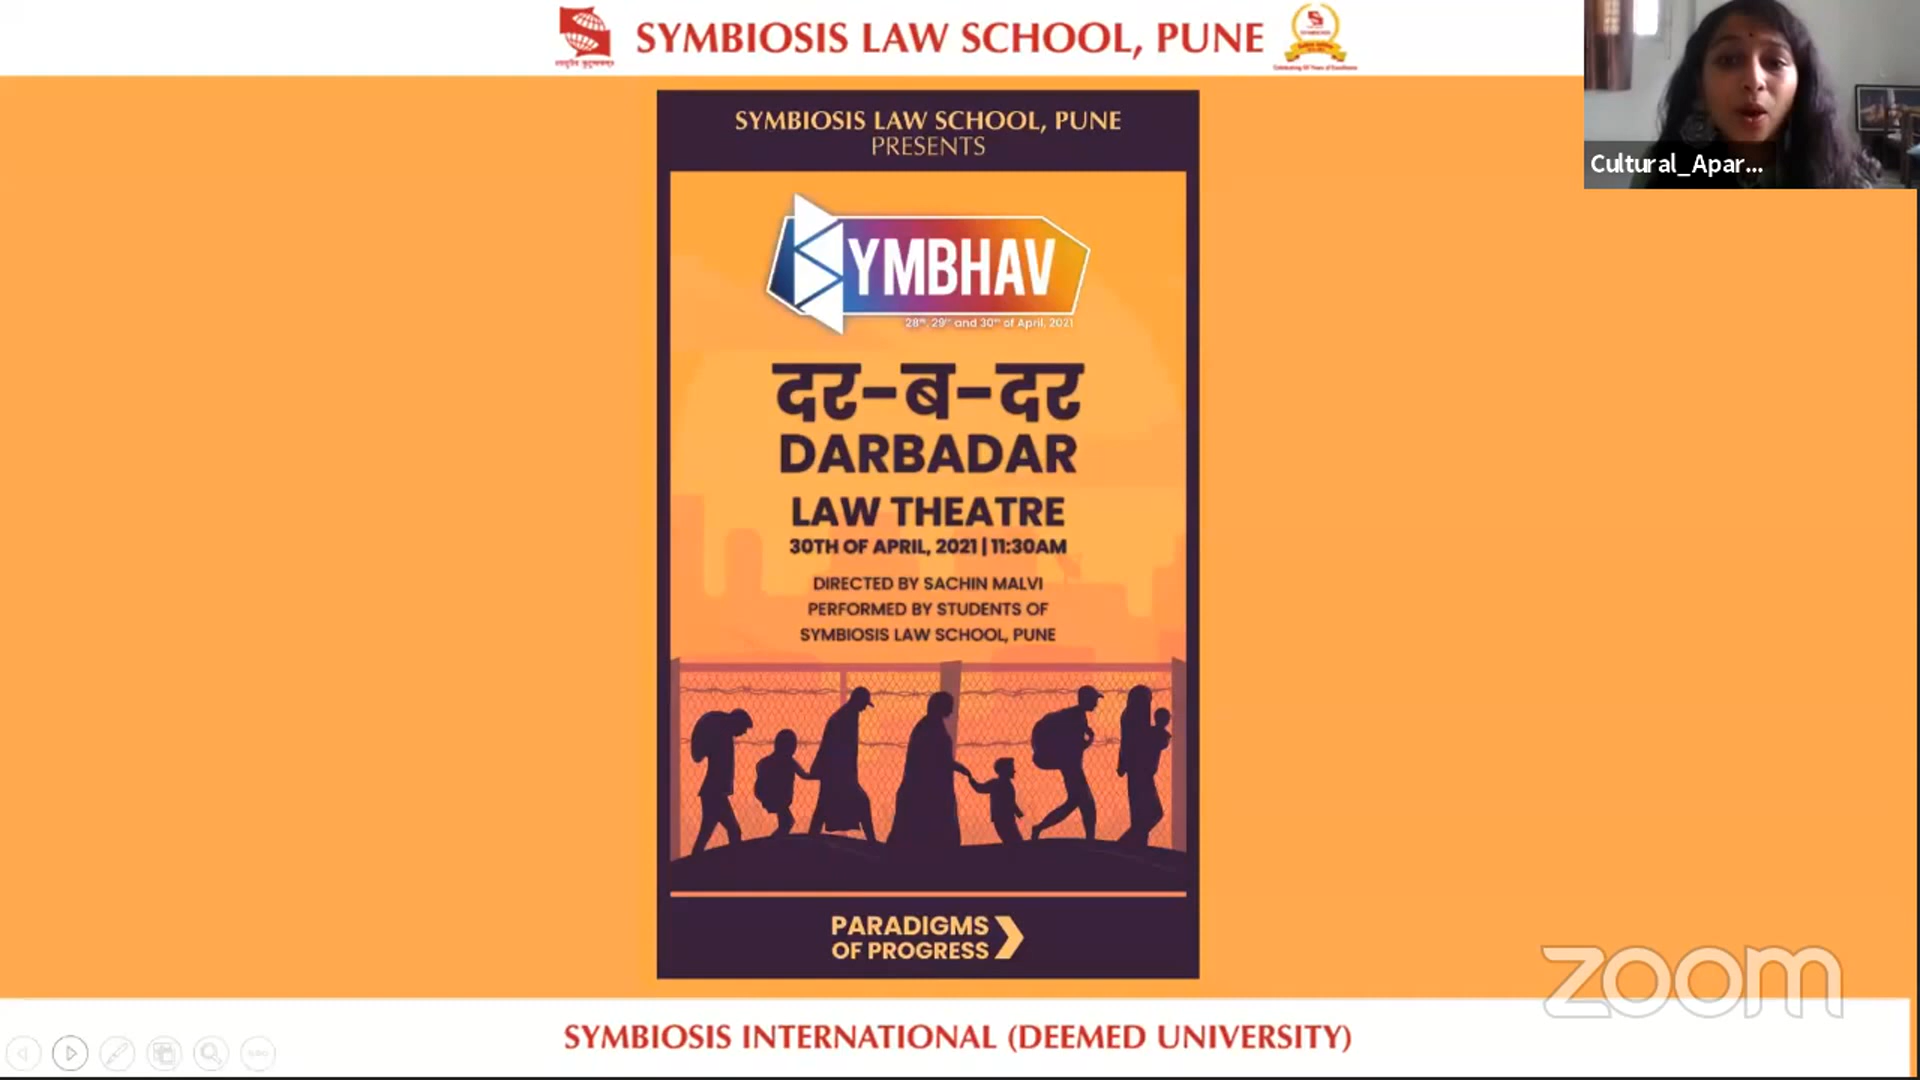 SYMBIOSIS LAW SCHOOL, PUNE
Cultural_Apar...
SYMBIOSIS LAW SCHOOL, PUNE
PRESENTS
YMBHAV
28th, 29th and 30th of April, 2021
दर-ब-दर
DARBADAR
LAW THEATRE
30TH OF APRIL, 2021 | 11:30AM
DIRECTED BY SACHIN MALVI
PERFORMED BY STUDENTS OF
SYMBIOSIS LAW SCHOOL, PUNE
PARADIGMS
OF PROGRESS
zoom
SYMBIOSIS INTERNATIONAL (DEEMED UNIVERSITY)